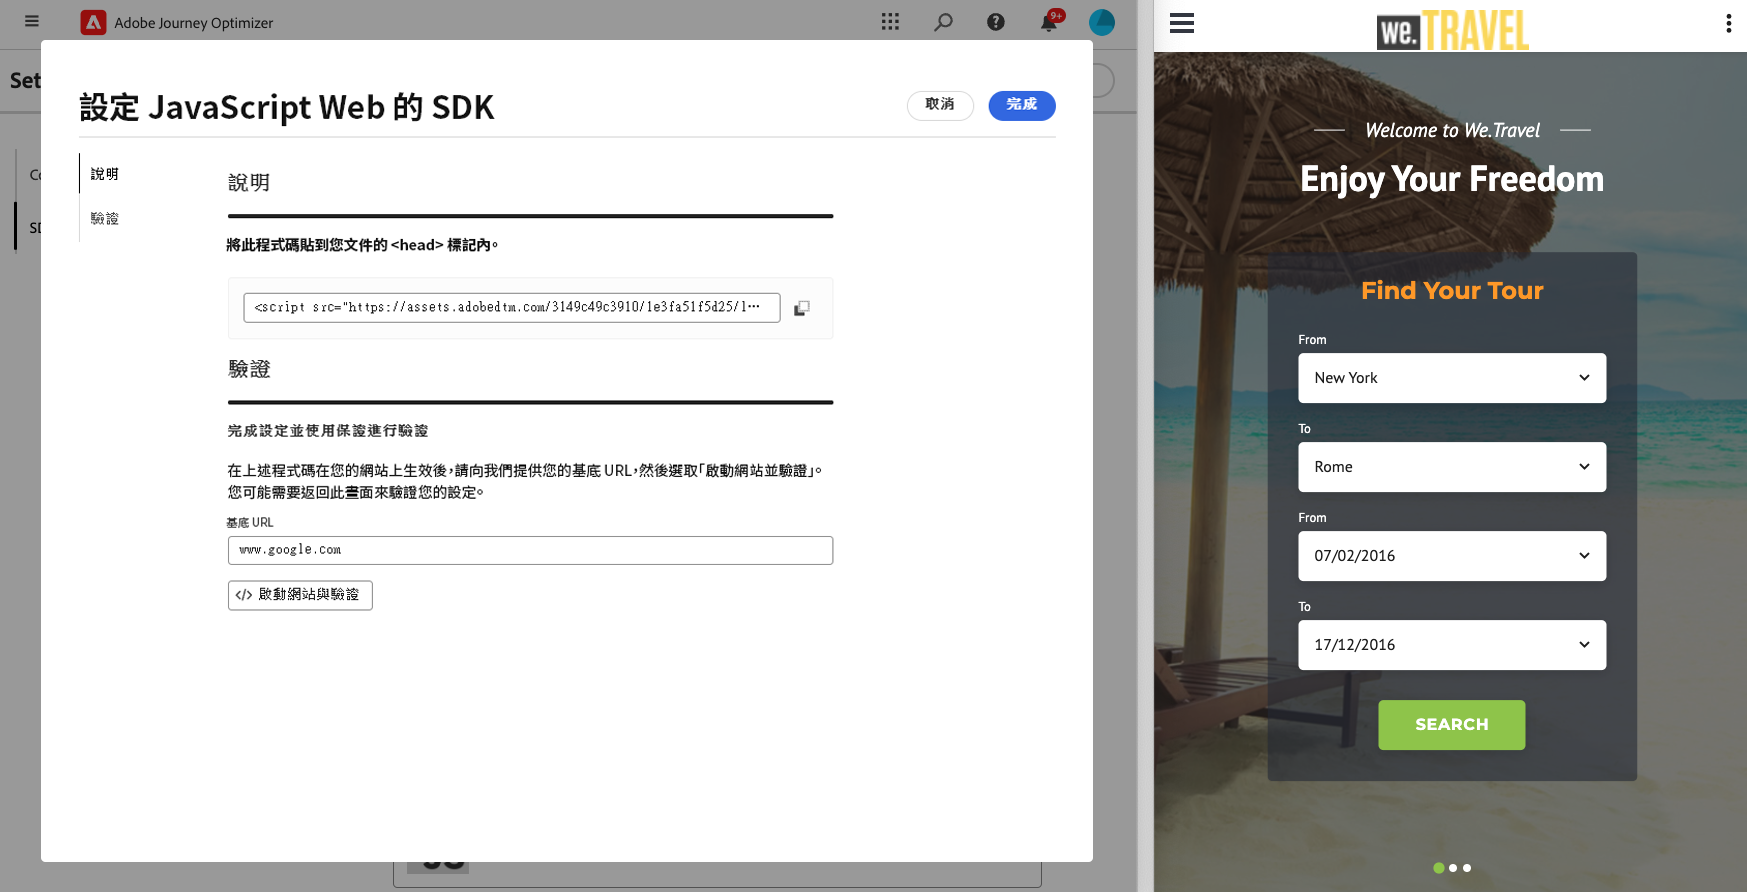 Adobe Journey Optimizer
9+
Set
設定 JavaScript Web 的 SDK
取消
完成
說明
驗證
說明
將此程式碼貼到您文件的 <head> 標記內。
<script src="https://assets.adobedtm.com/3149c49c3910/1e3fa51f5d25/l…
驗證
完成設定並使用保證進行驗證
在上述程式碼在您的網站上生效後,請向我們提供您的基底 URL,然後選取「啟動網站並驗證」。
您可能需要返回此畫面來驗證您的設定。
基底 URL
www.google.com
</> 啟動網站與驗證
we.TRAVEL
Welcome to We.Travel
Enjoy Your Freedom
Find Your Tour
From
New York
To
Rome
From
07/02/2016
To
17/12/2016
SEARCH